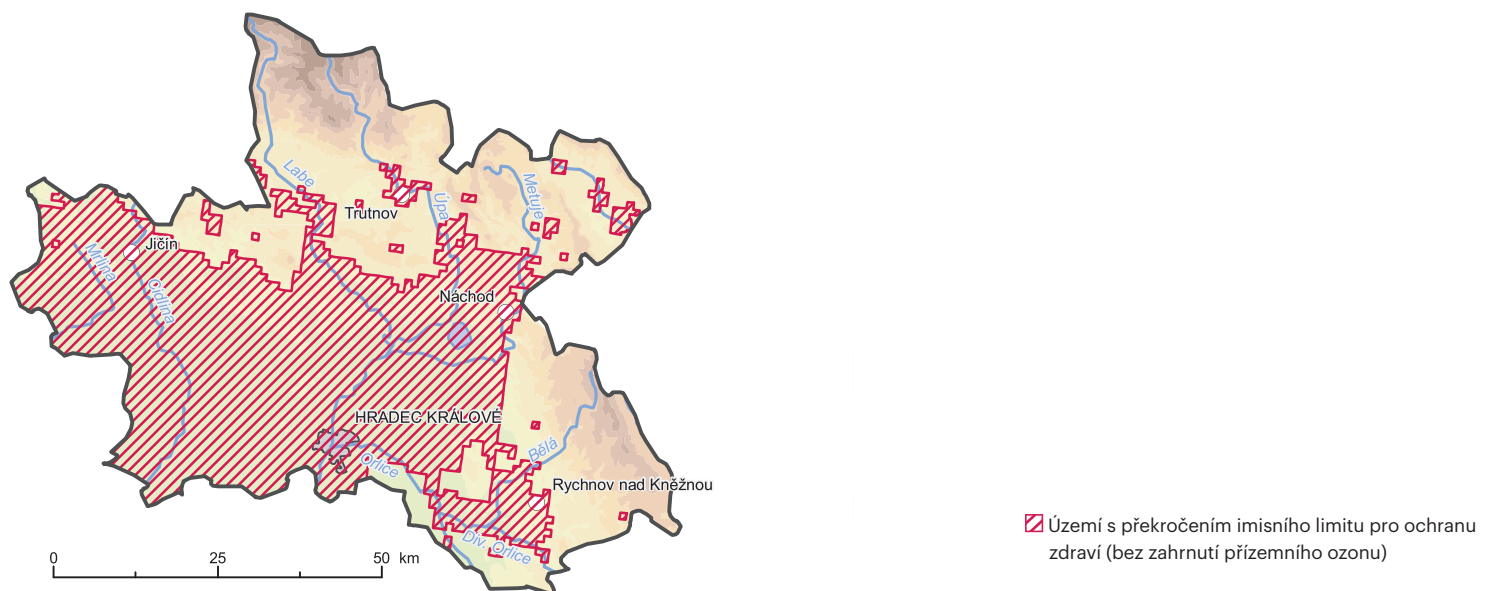 Labe
Metuje
Úpa
Trutnov
Jičín
Mrlina
Cidlina
Náchod
HRADEC KRÁLOVÉ
Orlice
Bělá
Rychnov nad Kněžnou
Div. Orlice
0 25 50 km
Území s překročením imisního limitu pro ochranu
zdraví (bez zahrnutí přízemního ozonu)